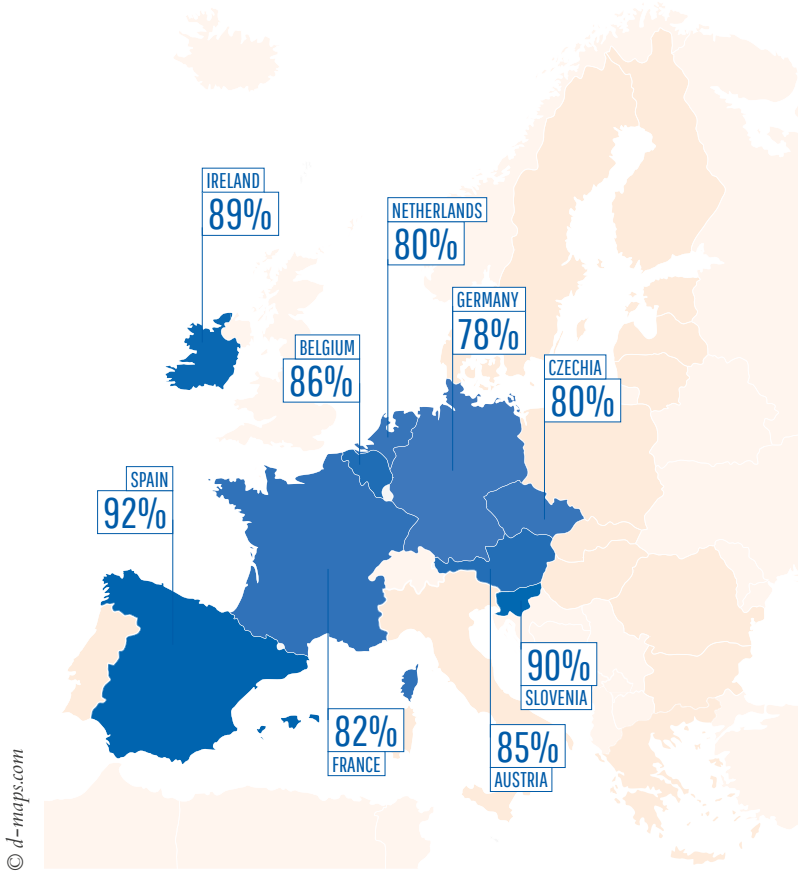 IRELAND
89%
NETHERLANDS
80%
GERMANY
78%
BELGIUM
86%
CZECHIA
80%
SPAIN
92%
90%
SLOVENIA
82%
FRANCE
85%
AUSTRIA
© d-maps.com